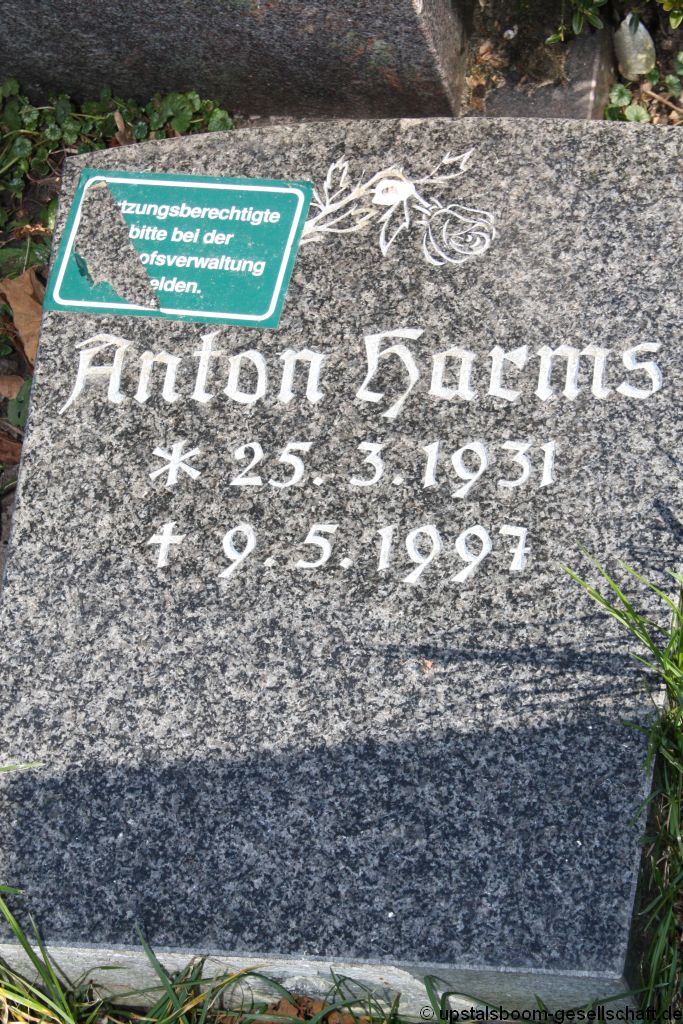 tzungsberechtigte
bitte bei der
ofsverwaltung
elden.
Anton Harms
* 25. 3. 1931
† 9. 5. 1997
© upstalsboom-gesellschaft.de